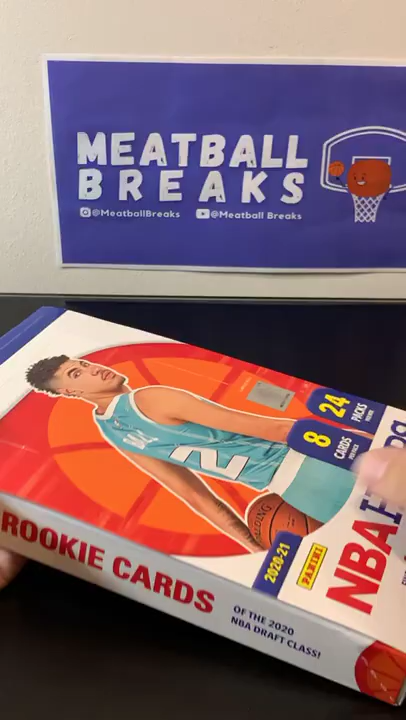 MEATBALL
BREAKS
@MeatballBreaks @Meatball Breaks
24
PACKS
8
CARDS
2
SPALDING
2020-21
PANINI
NBA
ROOKIE CARDS
OF THE 2020
NBA DRAFT CLASS!